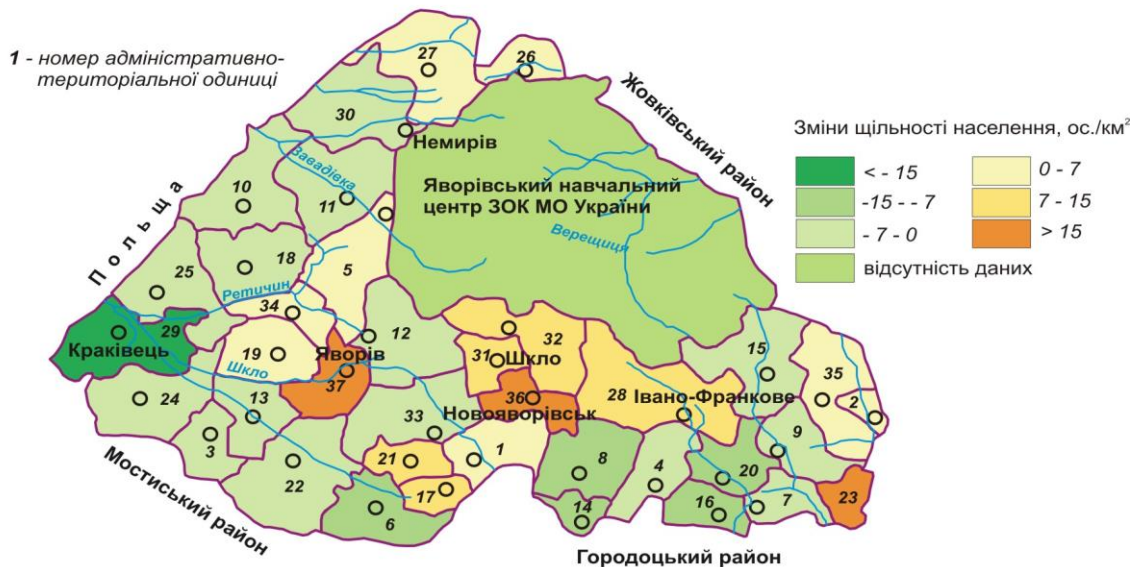 1 - номер адміністративно-
територіальної одиниці
27
26
30
Немирів
Завадівка
Жовківський район
Зміни щільності населення, ос./км²
< - 15
0 - 7
-15 - - 7
7 - 15
- 7 - 0
> 15
відсутність даних
Яворівський навчальний
центр ЗОК МО України
Верещиця
Польща
10
11
25
18
5
Ретичин
34
29
Краківець
12
32
31
Шкло
15
19
Яворів
37
Шкло
28
Івано-Франкове
35
2
36
Новояворівськ
24
13
33
3
1
9
21
8
4
20
22
17
6
14
16
7
23
Мостиський район
Городоцький район